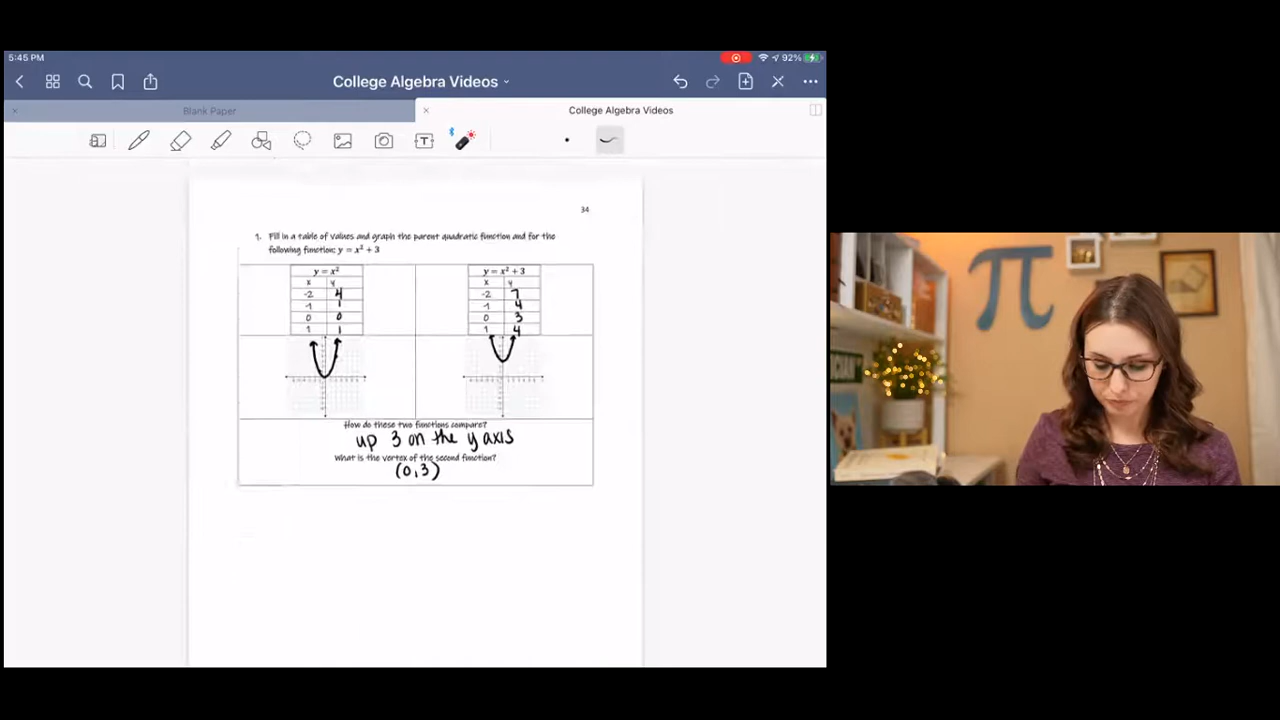 5:45 PM
92%
College Algebra Videos
Blank Paper
College Algebra Videos
T
34
1. Fill in a table of values and graph the parent quadratic function and for the
following function: y = x² + 3
y = x²
x y
-2 4
-1 1
0 0
1 1
y = x² + 3
x y
-2 7
-1 4
0 3
1 4
How do these two functions compare?
up 3 on the y axis
What is the vertex of the second function?
(0,3)